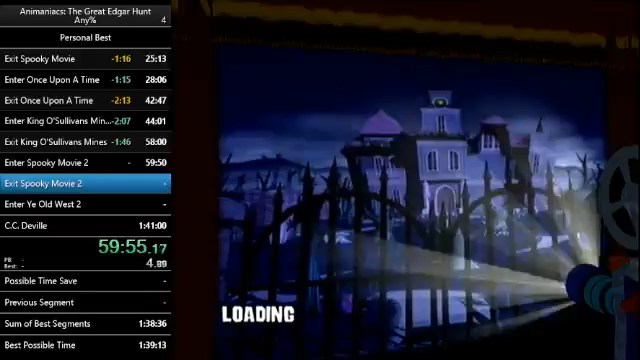 Animaniacs: The Great Edgar Hunt
Any% 4
Personal Best
Exit Spooky Movie -1:16 25:13
Enter Once Upon A Time -1:15 28:06
Exit Once Upon A Time -2:13 42:47
Enter King O'Sullivans Min... -2:07 44:01
Exit King O'Sullivans Mines -1:46 58:00
Enter Spooky Movie 2 - 59:50
Exit Spooky Movie 2 -
Enter Ye Old West 2 -
C.C. Deville 1:41:00
59:55.17
PB: -
Best: - 4.89
Possible Time Save -
Previous Segment -
Sum of Best Segments 1:38:36
Best Possible Time 1:39:13
LOADING